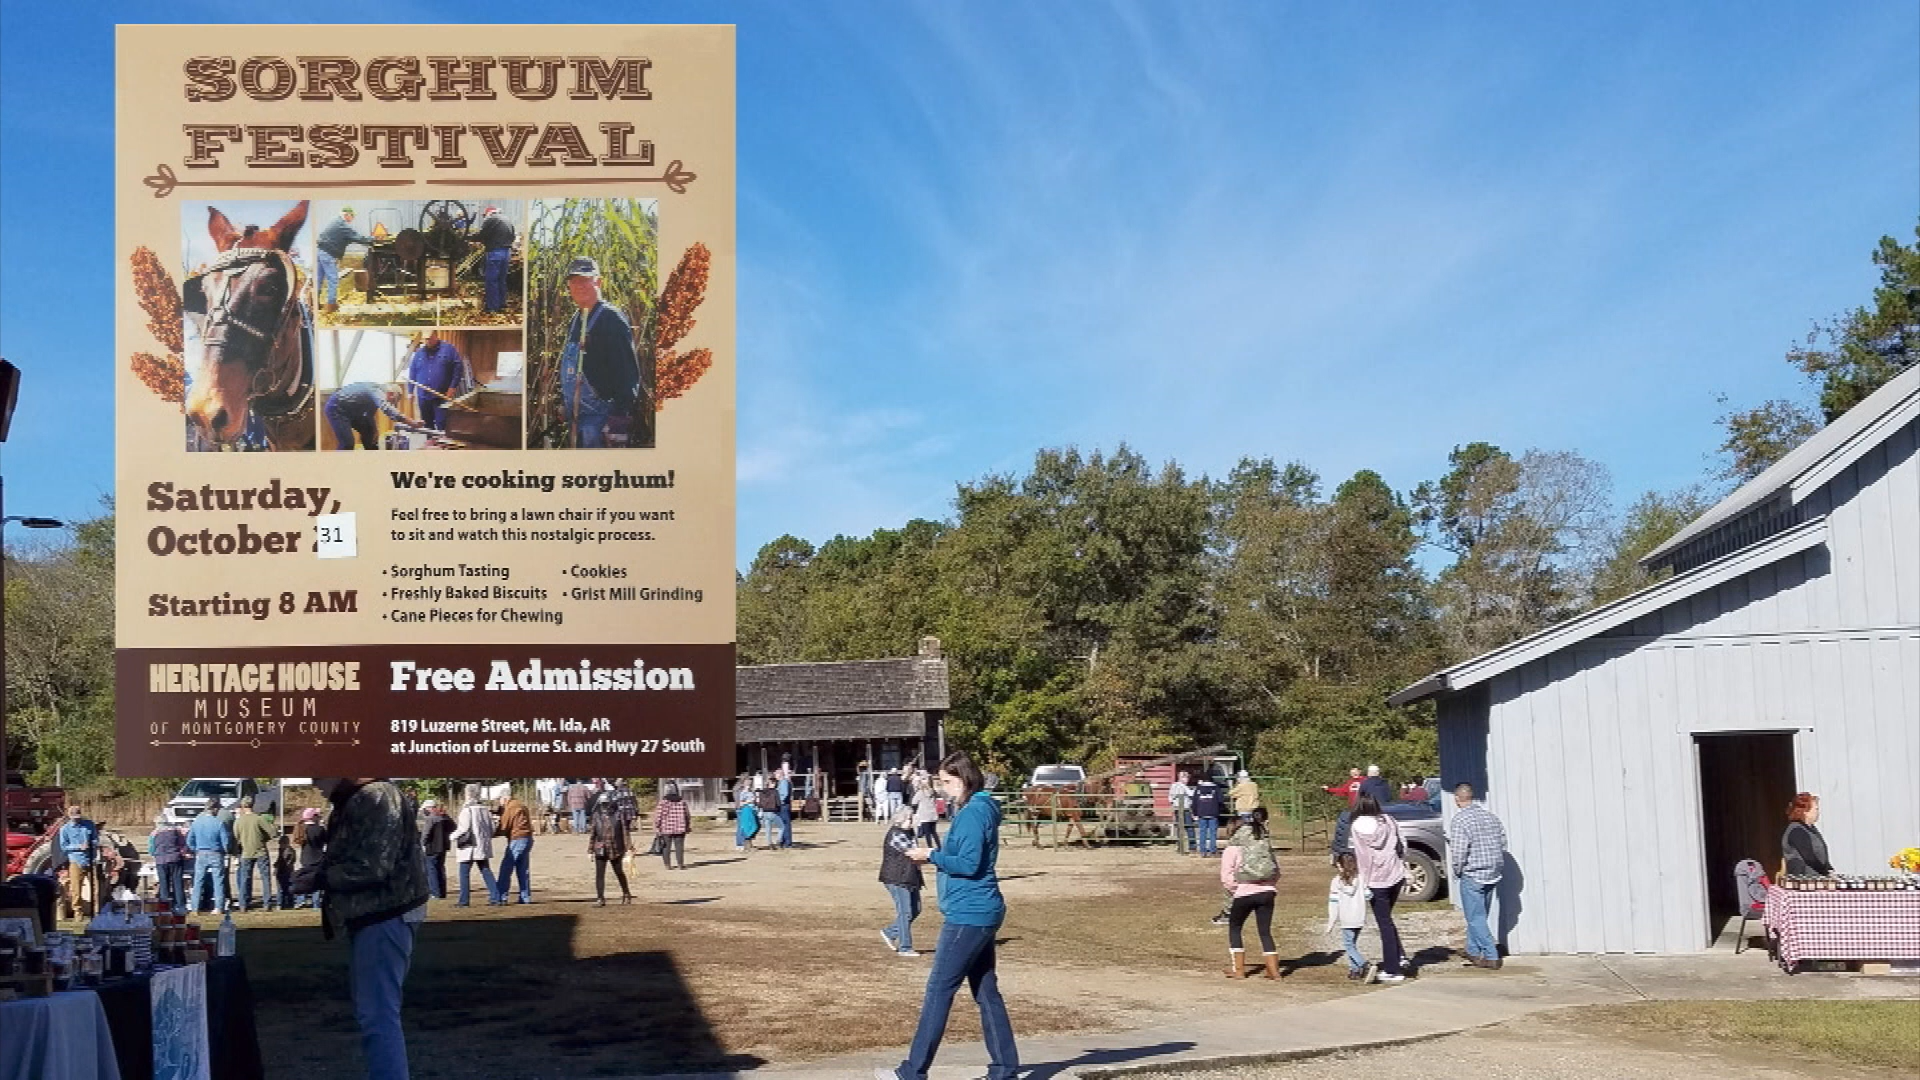 SORGHUM
FESTIVAL
Saturday,
October 31
Starting 8 AM
We're cooking sorghum!
Feel free to bring a lawn chair if you want
to sit and watch this nostalgic process.
• Sorghum Tasting
• Freshly Baked Biscuits
• Cane Pieces for Chewing
• Cookies
• Grist Mill Grinding
HERITAGE HOUSE
MUSEUM
OF MONTGOMERY COUNTY
Free Admission
819 Luzerne Street, Mt. Ida, AR
at Junction of Luzerne St. and Hwy 27 South